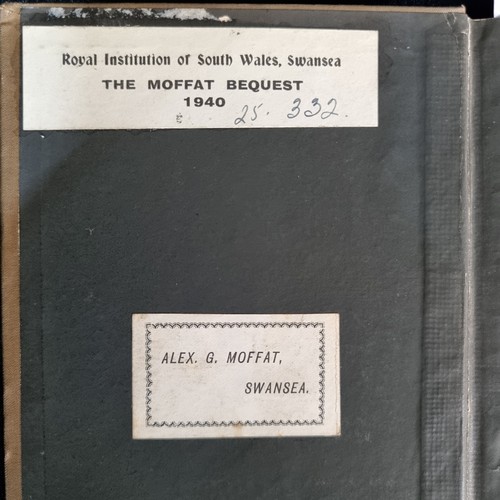 Royal Institution of South Wales, Swansea
THE MOFFAT BEQUEST
1940
25. 332.
ALEX. G. MOFFAT,
SWANSEA.